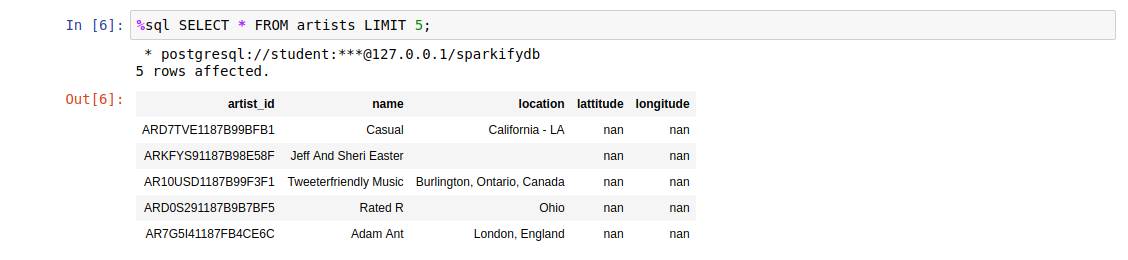 In [6]: %sql SELECT * FROM artists LIMIT 5;
* postgresql://student:***@127.0.0.1/sparkifydb
5 rows affected.
Out[6]:
artist_id name location lattitude longitude
ARD7TVE1187B99BFB1 Casual California - LA nan nan
ARKFYS91187B98E58F Jeff And Sheri Easter nan nan
AR10USD1187B99F3F1 Tweeterfriendly Music Burlington, Ontario, Canada nan nan
ARD0S291187B9B7BF5 Rated R Ohio nan nan
AR7G5I41187FB4CE6C Adam Ant London, England nan nan